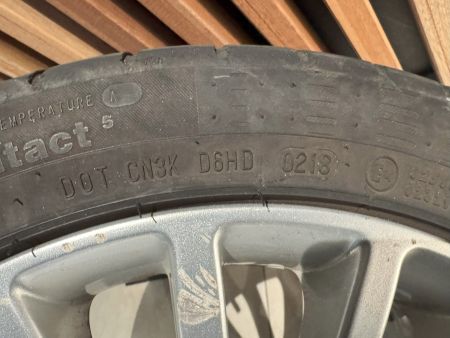 TEMPERATURE A
tact 5
DOT CN3K D6HD 0218